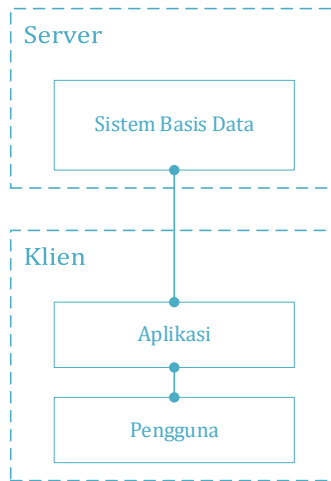 Server
Sistem Basis Data
Klien
Aplikasi
Pengguna